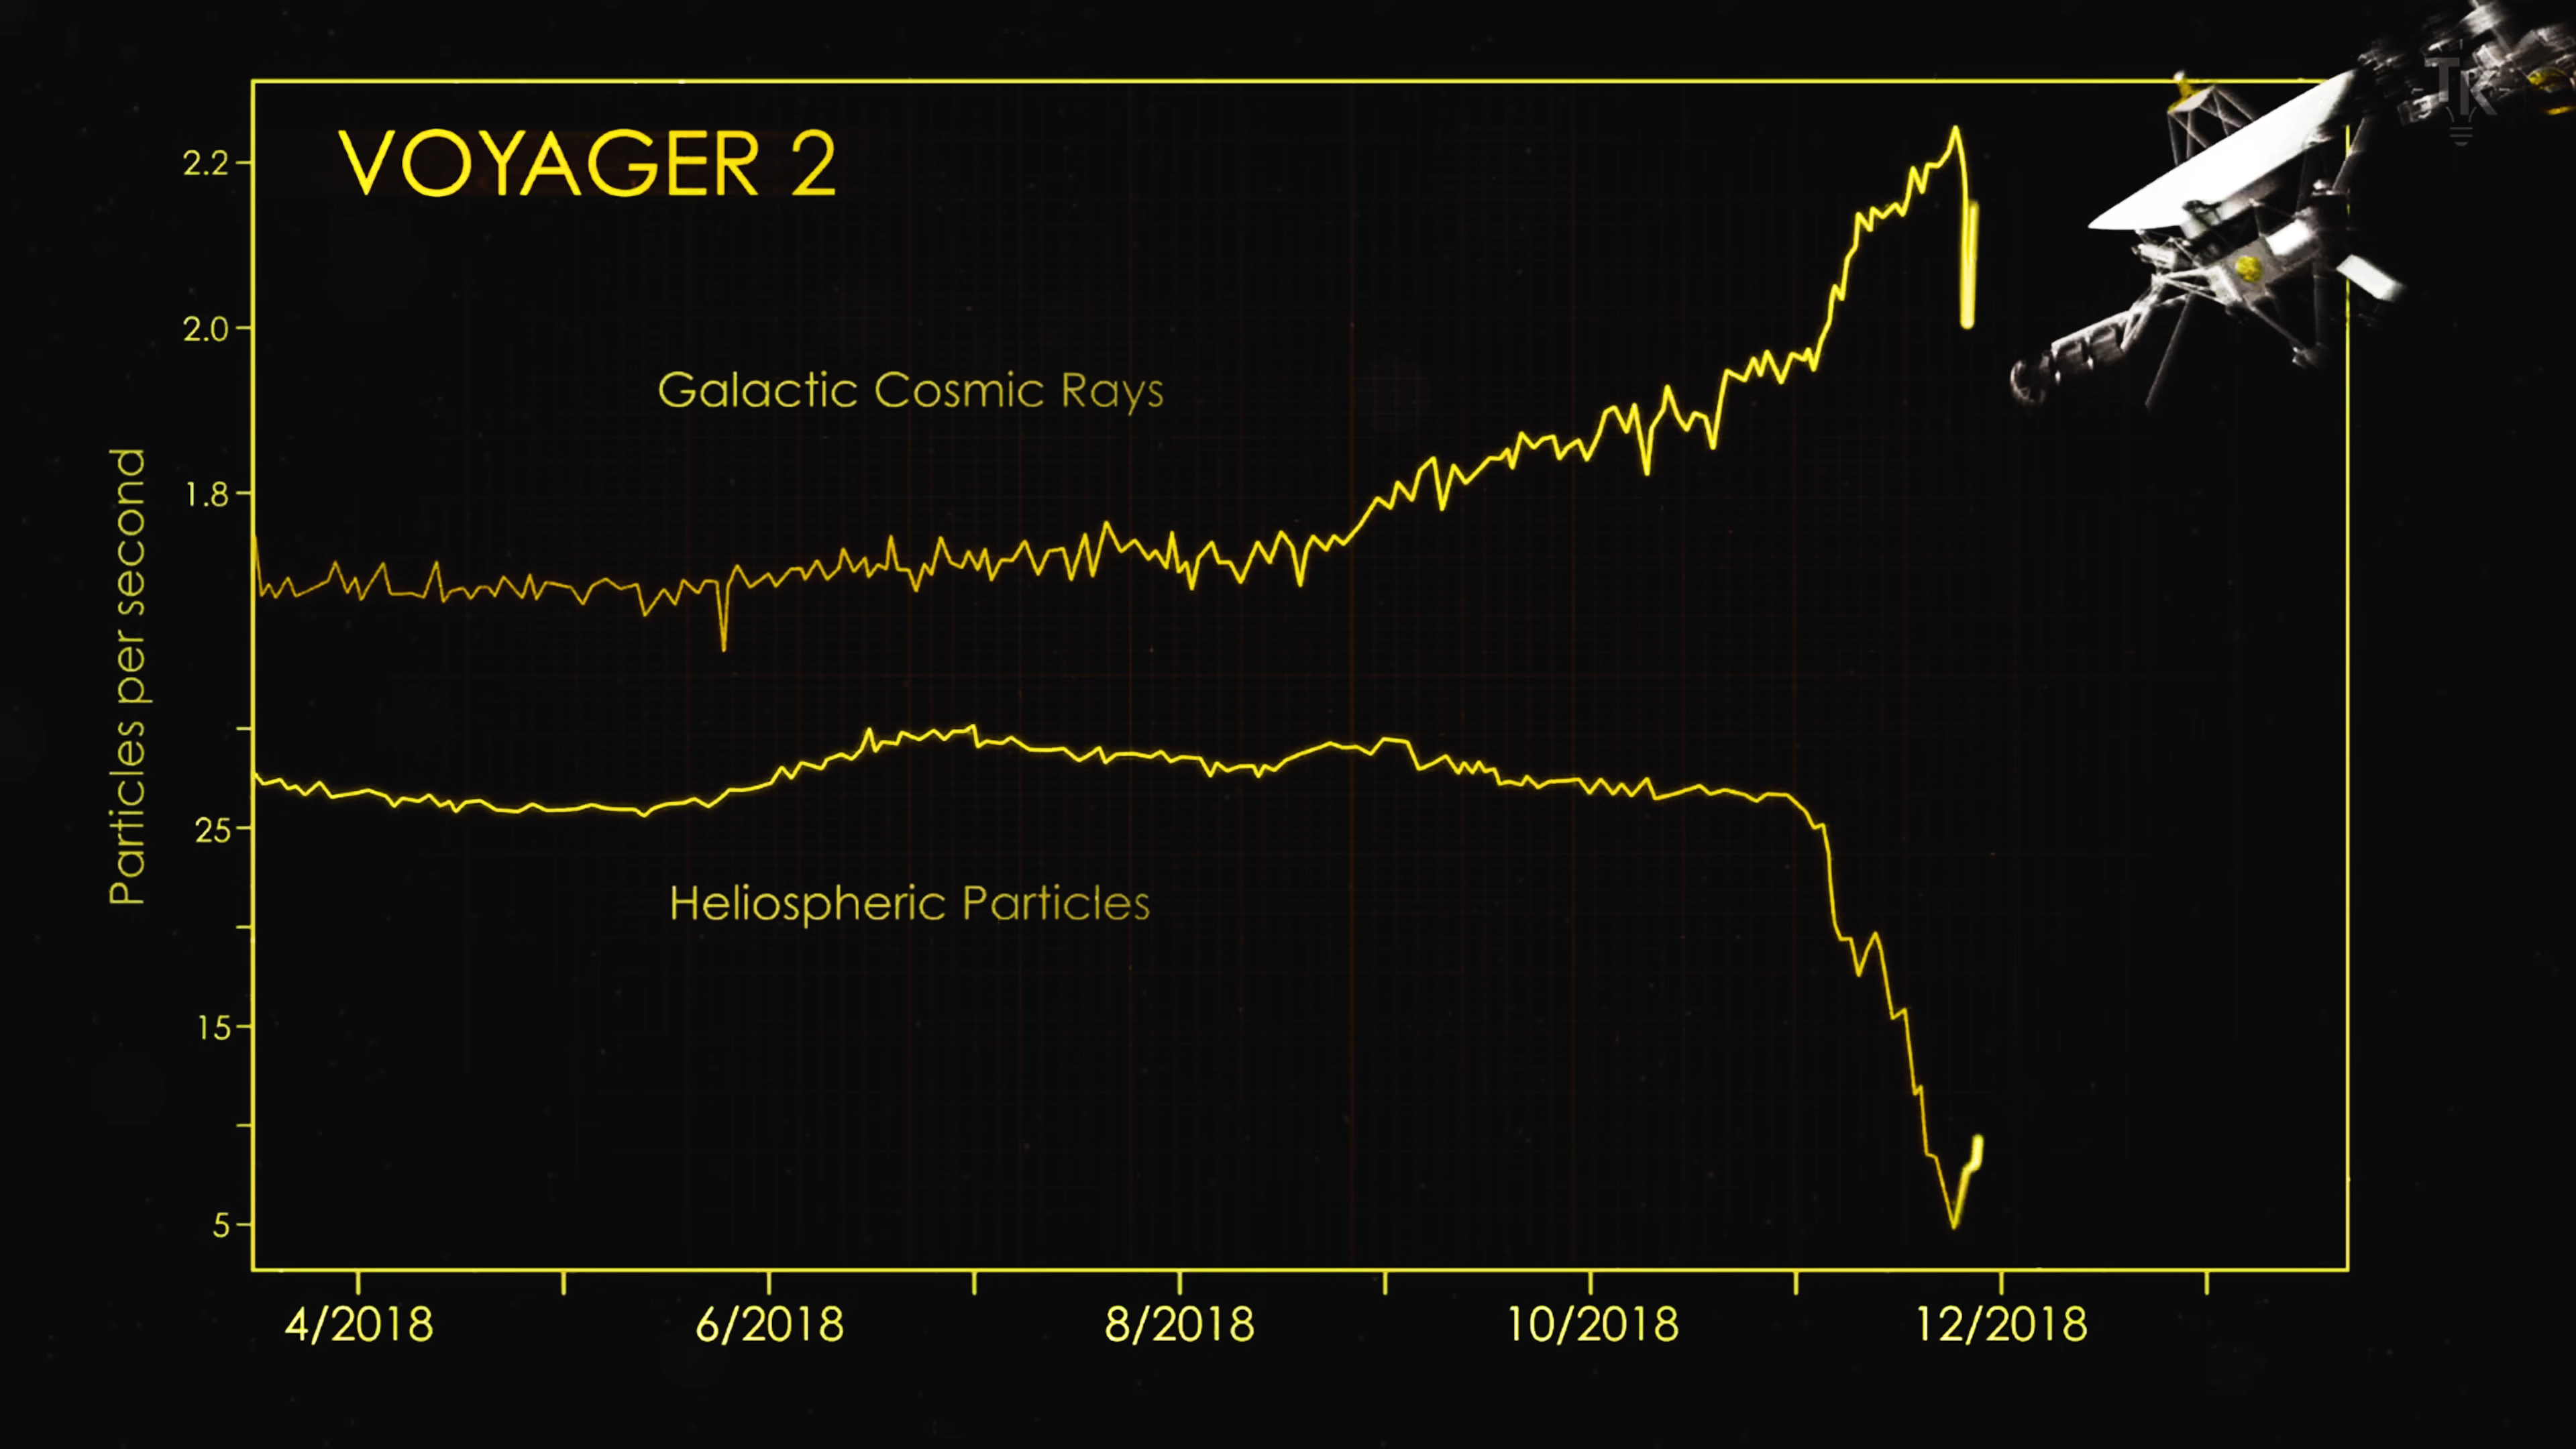 VOYAGER 2
TK
2.2
2.0
Galactic Cosmic Rays
1.8
Particles per second
25
Heliospheric Particles
15
5
4/2018 6/2018 8/2018 10/2018 12/2018